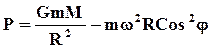 P = GmM/R² − mω²RCos²φ